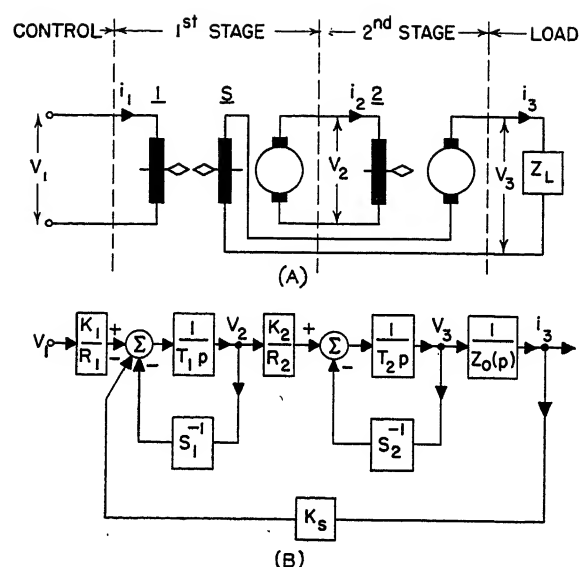 CONTROL 1st STAGE 2nd STAGE LOAD
i1 1 S i2 2 i3
V1 V2 V3 ZL
(A)
V1 K1/R1 + - Σ - 1/T1p V2 K2/R2 + Σ - 1/T2p V3 1/Zo(p) i3
S1^-1 S2^-1
Ks
(B)